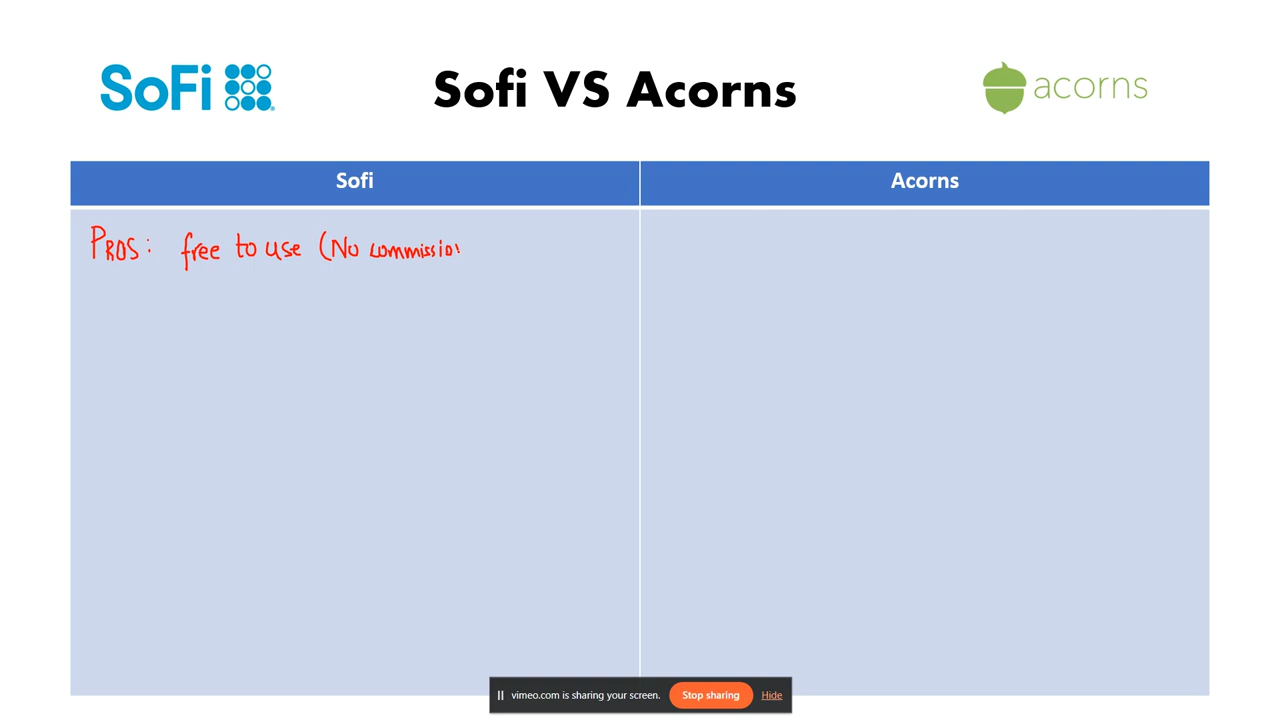 SoFi
Sofi VS Acorns
acorns
Sofi
Acorns
PROS: free to use (No
vimeo.com is sharing your screen.
Stop sharing
Hide